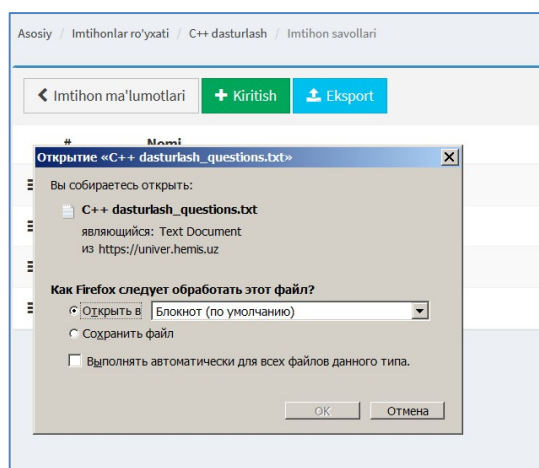 Asosiy / Imtihonlar ro'yxati / C++ dasturlash / Imtihon savollari
Imtihon ma'lumotlari Kiritish Eksport
# Nomi
Открытие «C++ dasturlash_questions.txt»
Вы собираетесь открыть:
C++ dasturlash_questions.txt
являющийся: Text Document
из https://univer.hemis.uz
Как Firefox следует обработать этот файл?
Открыть в Блокнот (по умолчанию)
Сохранить файл
Выполнять автоматически для всех файлов данного типа.
OK Отмена